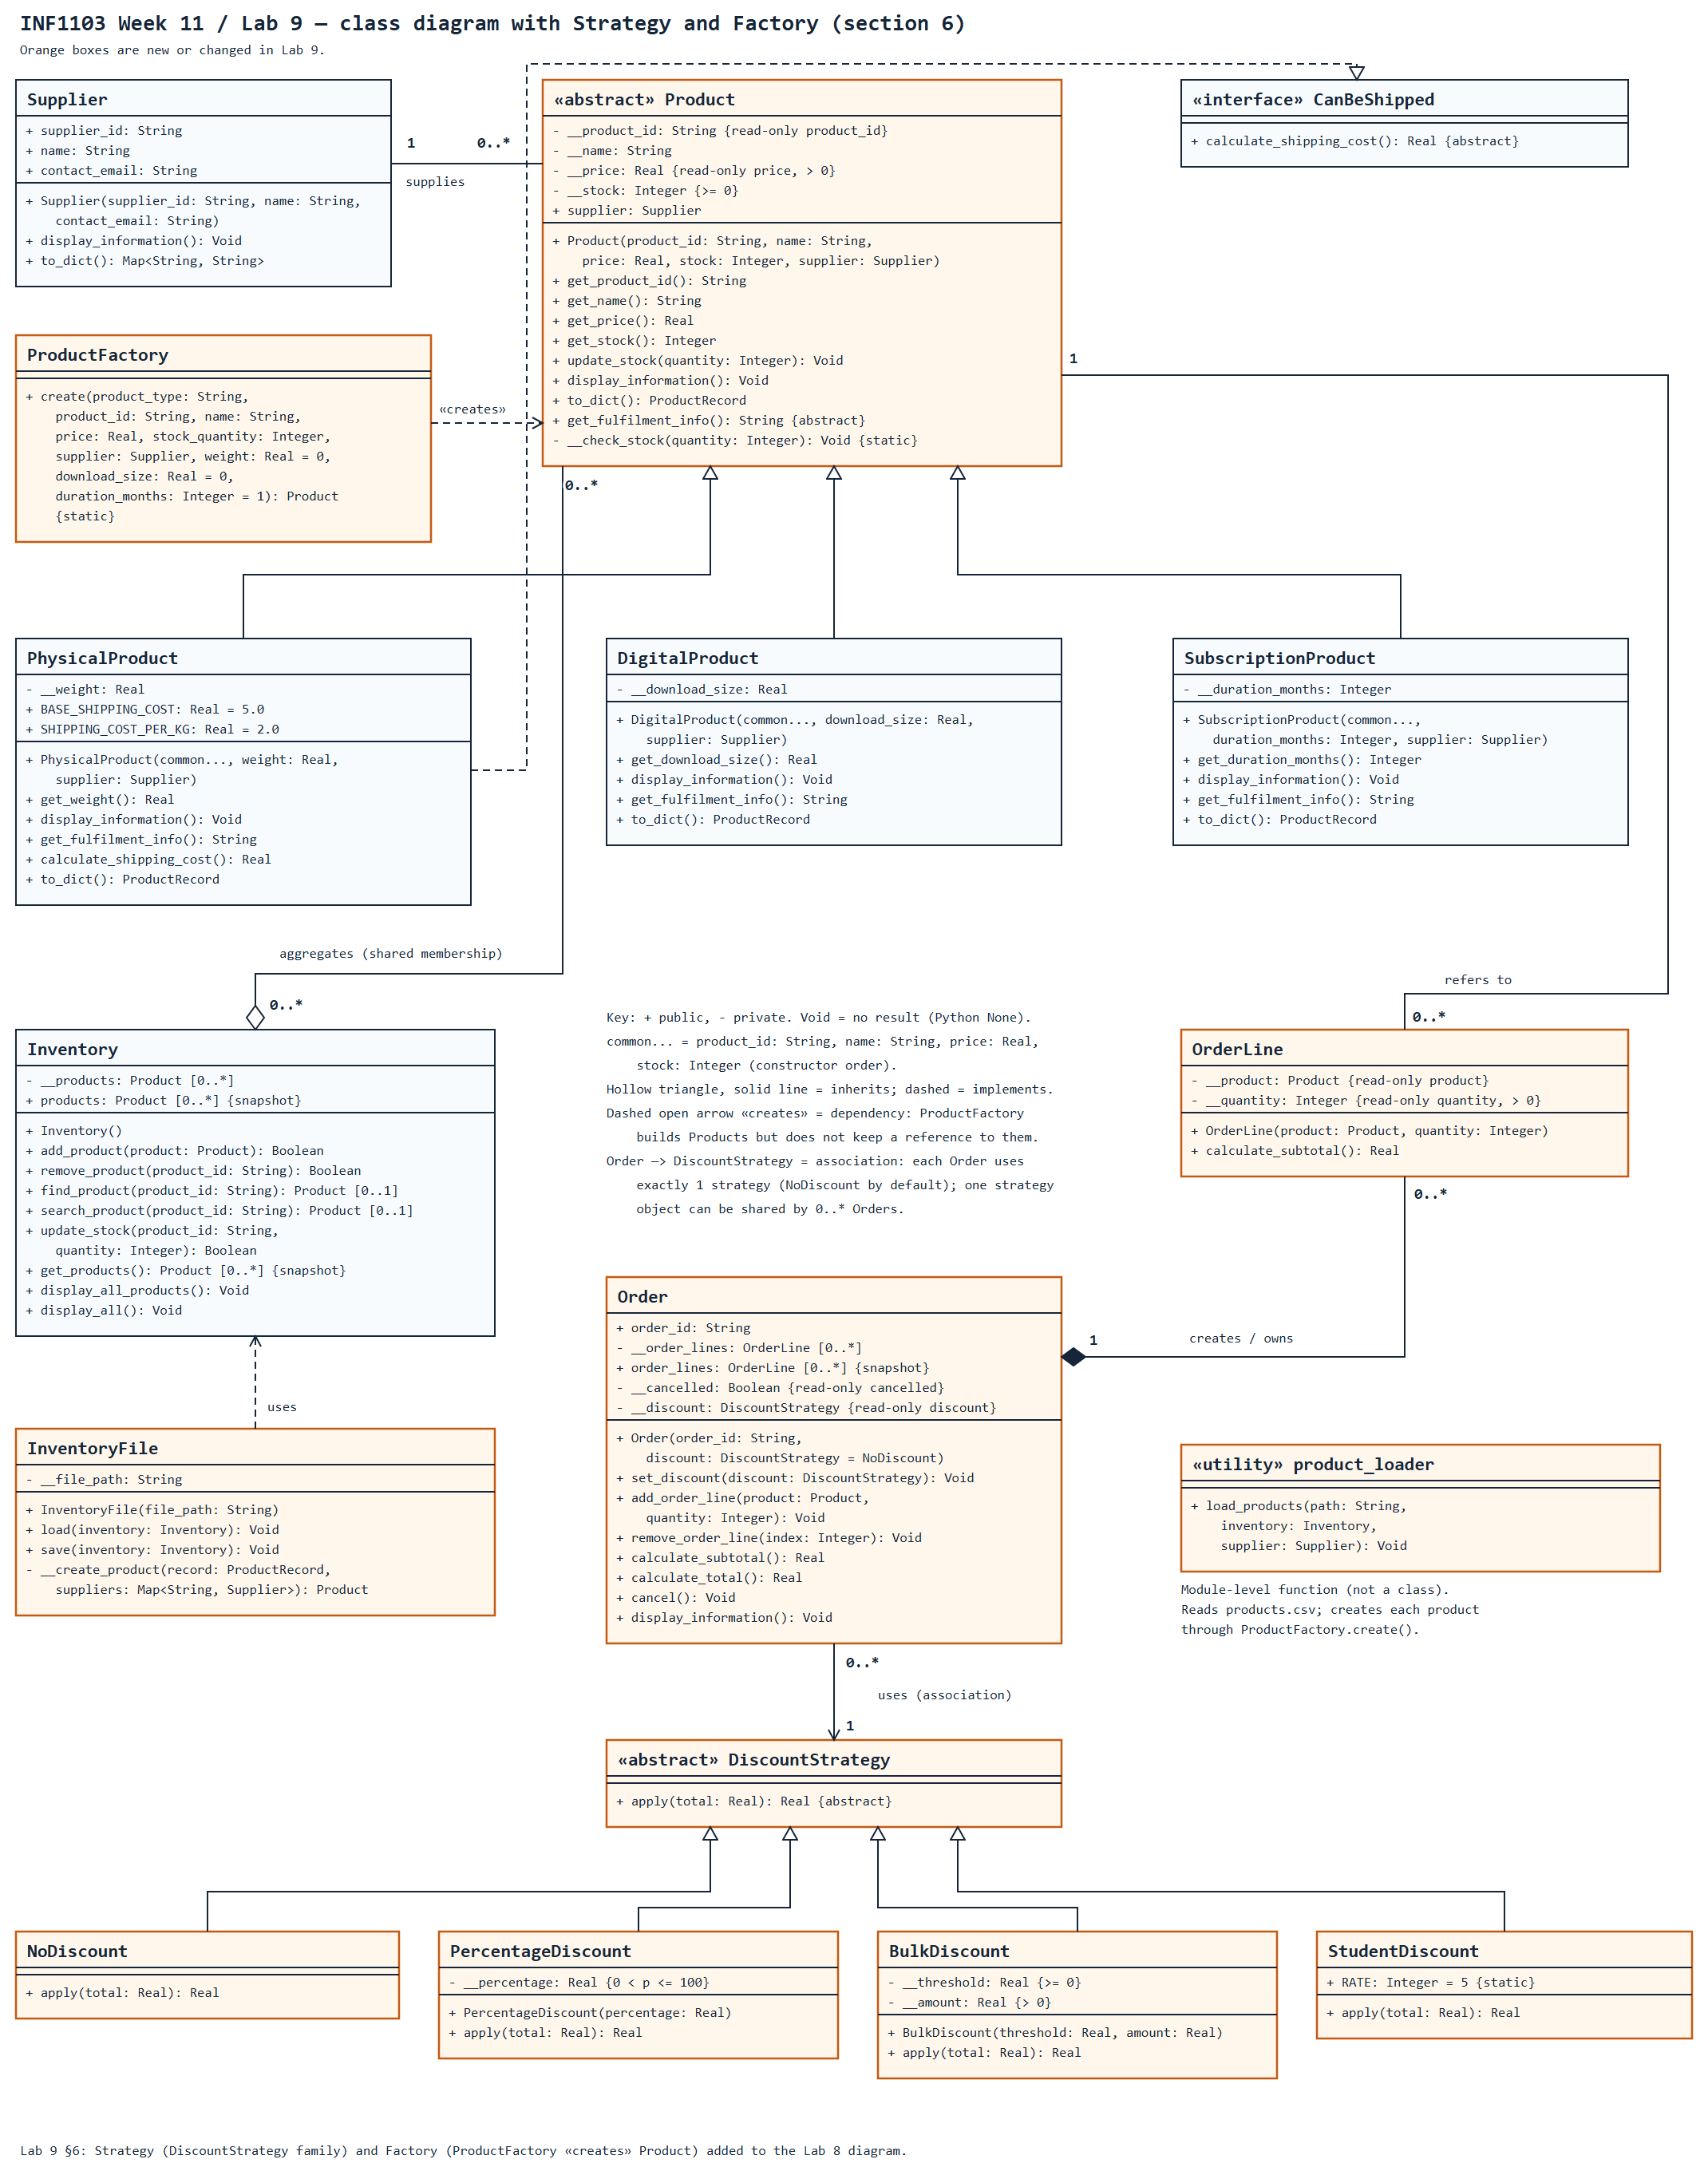 INF1103 Week 11 / Lab 9 — class diagram with Strategy and Factory (section 6)
Orange boxes are new or changed in Lab 9.
Supplier
+ supplier_id: String
+ name: String
+ contact_email: String
+ Supplier(supplier_id: String, name: String,
contact_email: String)
+ display_information(): Void
+ to_dict(): Map<String, String>
1
0..*
supplies
«abstract» Product
- __product_id: String {read-only product_id}
- __name: String
- __price: Real {read-only price, > 0}
- __stock: Integer {>= 0}
+ supplier: Supplier
+ Product(product_id: String, name: String,
price: Real, stock: Integer, supplier: Supplier)
+ get_product_id(): String
+ get_name(): String
+ get_price(): Real
+ get_stock(): Integer
+ update_stock(quantity: Integer): Void
+ display_information(): Void
+ to_dict(): ProductRecord
+ get_fulfilment_info(): String {abstract}
- __check_stock(quantity: Integer): Void {static}
«interface» CanBeShipped
+ calculate_shipping_cost(): Real {abstract}
1
ProductFactory
+ create(product_type: String,
product_id: String, name: String,
price: Real, stock_quantity: Integer,
supplier: Supplier, weight: Real = 0,
download_size: Real = 0,
duration_months: Integer = 1): Product
{static}
«creates»
0..*
PhysicalProduct
- __weight: Real
+ BASE_SHIPPING_COST: Real = 5.0
+ SHIPPING_COST_PER_KG: Real = 2.0
+ PhysicalProduct(common..., weight: Real,
supplier: Supplier)
+ get_weight(): Real
+ display_information(): Void
+ get_fulfilment_info(): String
+ calculate_shipping_cost(): Real
+ to_dict(): ProductRecord
DigitalProduct
- __download_size: Real
+ DigitalProduct(common..., download_size: Real,
supplier: Supplier)
+ get_download_size(): Real
+ display_information(): Void
+ get_fulfilment_info(): String
+ to_dict(): ProductRecord
SubscriptionProduct
- __duration_months: Integer
+ SubscriptionProduct(common...,
duration_months: Integer, supplier: Supplier)
+ get_duration_months(): Integer
+ display_information(): Void
+ get_fulfilment_info(): String
+ to_dict(): ProductRecord
aggregates (shared membership)
0..*
refers to
0..*
Inventory
- __products: Product [0..*]
+ products: Product [0..*] {snapshot}
+ Inventory()
+ add_product(product: Product): Boolean
+ remove_product(product_id: String): Boolean
+ find_product(product_id: String): Product [0..1]
+ search_product(product_id: String): Product [0..1]
+ update_stock(product_id: String,
quantity: Integer): Boolean
+ get_products(): Product [0..*] {snapshot}
+ display_all_products(): Void
+ display_all(): Void
Key: + public, - private. Void = no result (Python None).
common... = product_id: String, name: String, price: Real,
stock: Integer (constructor order).
Hollow triangle, solid line = inherits; dashed = implements.
Dashed open arrow «creates» = dependency: ProductFactory
builds Products but does not keep a reference to them.
Order —> DiscountStrategy = association: each Order uses
exactly 1 strategy (NoDiscount by default); one strategy
object can be shared by 0..* Orders.
OrderLine
- __product: Product {read-only product}
- __quantity: Integer {read-only quantity, > 0}
+ OrderLine(product: Product, quantity: Integer)
+ calculate_subtotal(): Real
0..*
1
creates / owns
uses
InventoryFile
- __file_path: String
+ InventoryFile(file_path: String)
+ load(inventory: Inventory): Void
+ save(inventory: Inventory): Void
- __create_product(record: ProductRecord,
suppliers: Map<String, Supplier>): Product
Order
+ order_id: String
- __order_lines: OrderLine [0..*]
+ order_lines: OrderLine [0..*] {snapshot}
- __cancelled: Boolean {read-only cancelled}
- __discount: DiscountStrategy {read-only discount}
+ Order(order_id: String,
discount: DiscountStrategy = NoDiscount)
+ set_discount(discount: DiscountStrategy): Void
+ add_order_line(product: Product,
quantity: Integer): Void
+ remove_order_line(index: Integer): Void
+ calculate_subtotal(): Real
+ calculate_total(): Real
+ cancel(): Void
+ display_information(): Void
«utility» product_loader
+ load_products(path: String,
inventory: Inventory,
supplier: Supplier): Void
Module-level function (not a class).
Reads products.csv; creates each product
through ProductFactory.create().
0..*
uses (association)
1
«abstract» DiscountStrategy
+ apply(total: Real): Real {abstract}
NoDiscount
+ apply(total: Real): Real
PercentageDiscount
- __percentage: Real {0 < p <= 100}
+ PercentageDiscount(percentage: Real)
+ apply(total: Real): Real
BulkDiscount
- __threshold: Real {>= 0}
- __amount: Real {> 0}
+ BulkDiscount(threshold: Real, amount: Real)
+ apply(total: Real): Real
StudentDiscount
+ RATE: Integer = 5 {static}
+ apply(total: Real): Real
Lab 9 §6: Strategy (DiscountStrategy family) and Factory (ProductFactory «creates» Product) added to the Lab 8 diagram.